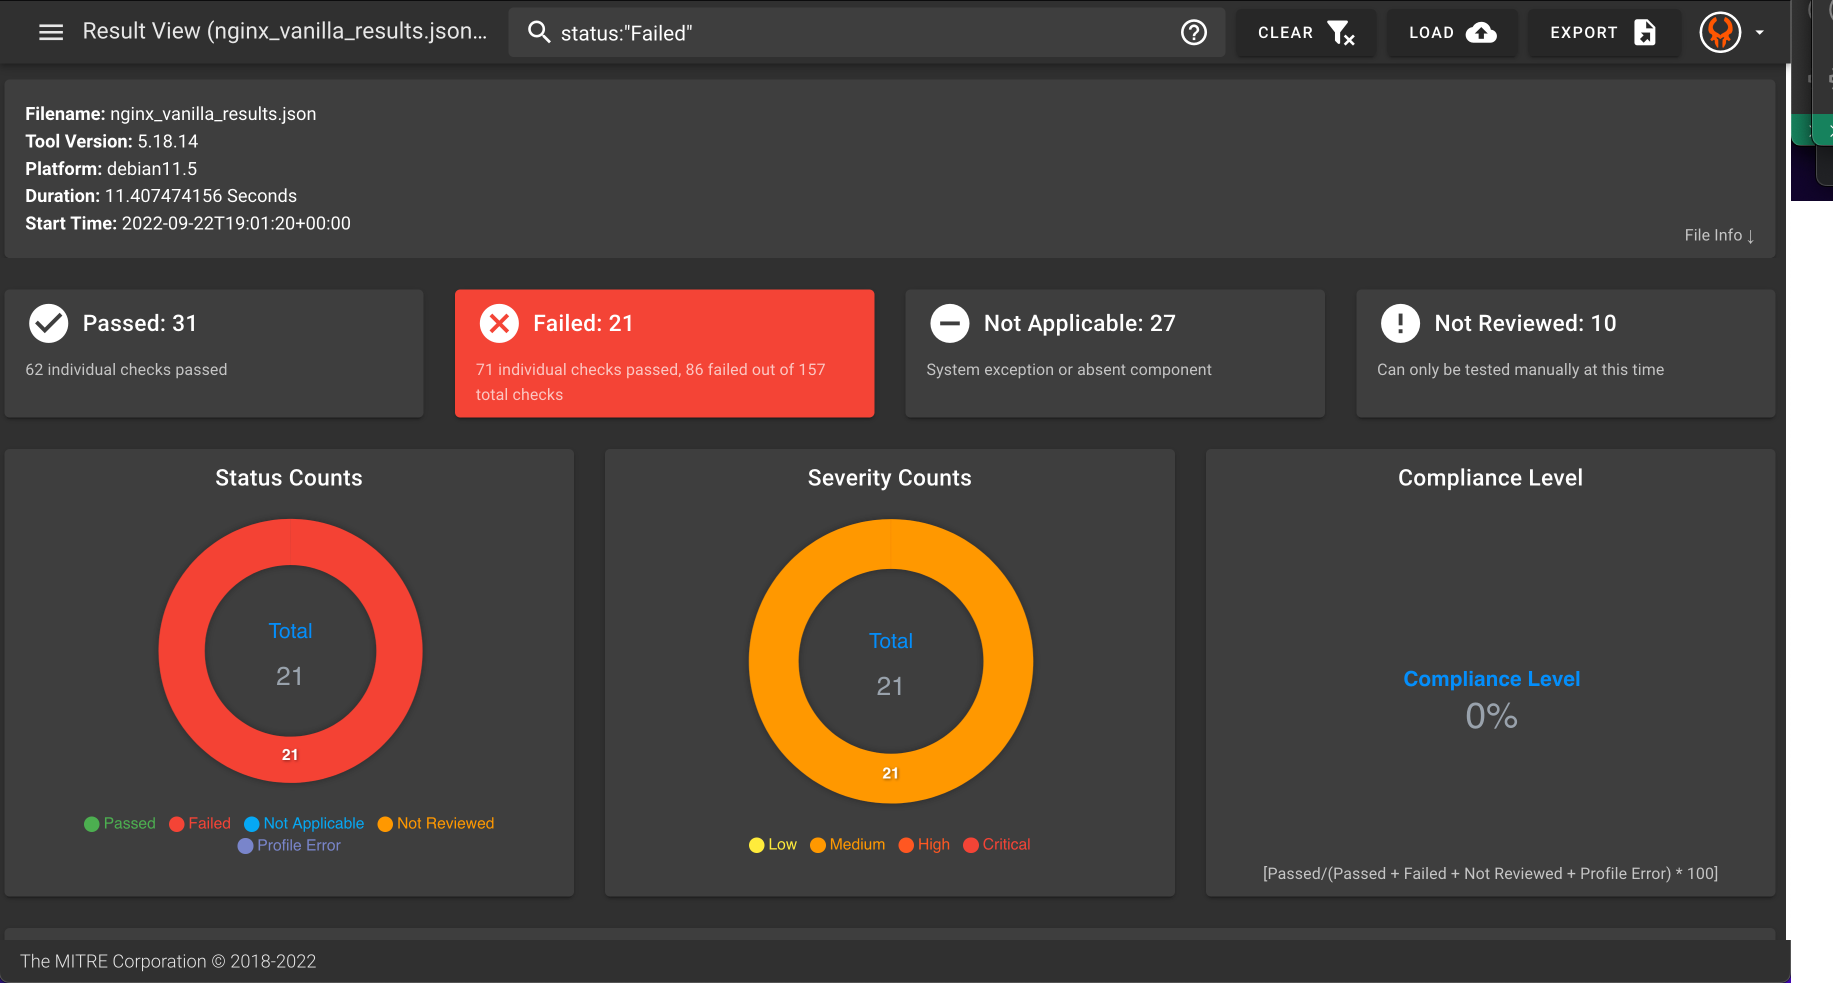 Result View (nginx_vanilla_results.json...
status:"Failed"
CLEAR
LOAD
EXPORT
Filename: nginx_vanilla_results.json
Tool Version: 5.18.14
Platform: debian11.5
Duration: 11.407474156 Seconds
Start Time: 2022-09-22T19:01:20+00:00
File Info ↓
Passed: 31
62 individual checks passed
Failed: 21
71 individual checks passed, 86 failed out of 157
total checks
Not Applicable: 27
System exception or absent component
Not Reviewed: 10
Can only be tested manually at this time
Status Counts
Total
21
21
Passed Failed Not Applicable Not Reviewed
Profile Error
Severity Counts
Total
21
21
Low Medium High Critical
Compliance Level
Compliance Level
0%
[Passed/(Passed + Failed + Not Reviewed + Profile Error) * 100]
The MITRE Corporation © 2018-2022